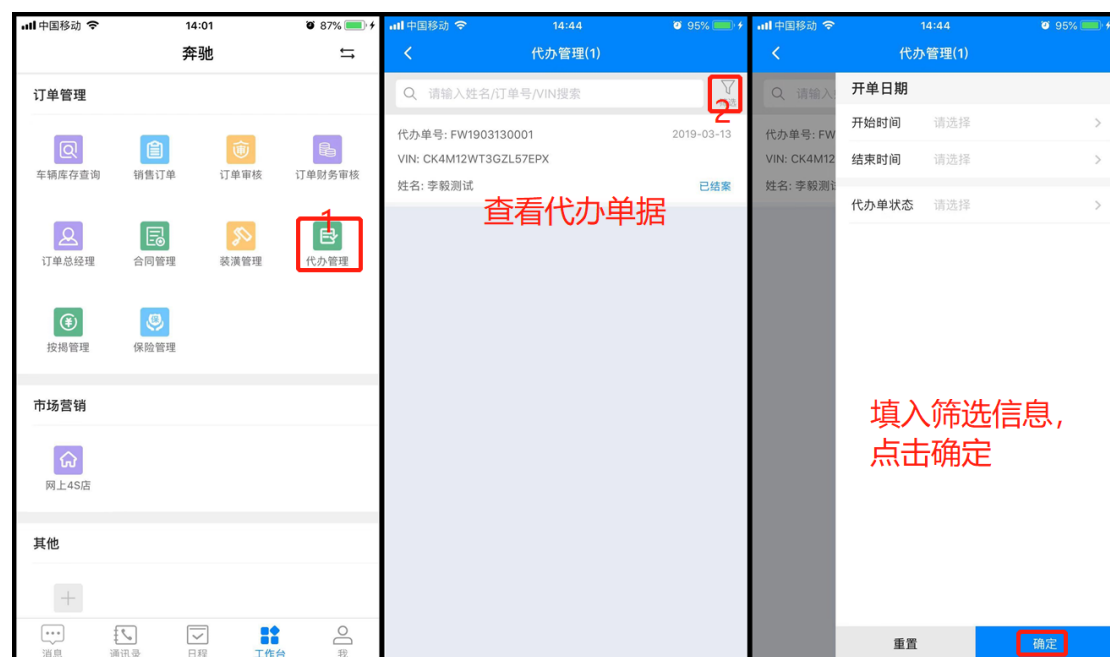 中国移动 14:01 87%
奔驰
订单管理
车辆库存查询 销售订单 订单审核 订单财务审核
1
订单总经理 合同管理 装潢管理 代办管理
按揭管理 保险管理
市场营销
网上4S店
其他
消息 通讯录 日程 工作台 我
中国移动 14:44 95%
代办管理(1)
请输入姓名/订单号/VIN搜索
2
代办单号: FW1903130001 2019-03-13
VIN: CK4M12WT3GZL57EPX
姓名: 李毅测试 已结案
查看代办单据
中国移动 14:44 95%
代办管理(1)
请输入
代办单号: FW
VIN: CK4M12
姓名: 李毅测试
开单日期
开始时间 请选择
结束时间 请选择
代办单状态 请选择
填入筛选信息,
点击确定
重置 确定